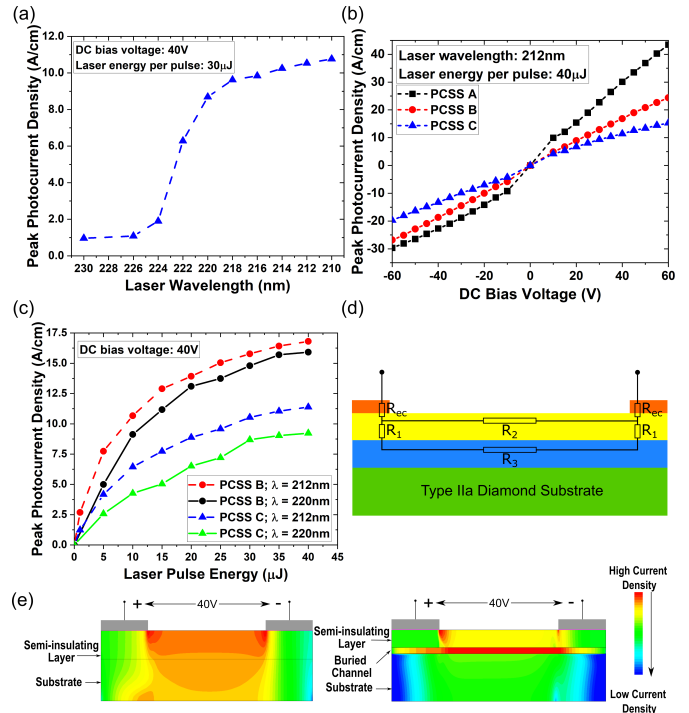 (a)
DC bias voltage: 40V
Laser energy per pulse: 30μJ
Peak Photocurrent Density (A/cm)
12.0
10.0
8.0
6.0
4.0
2.0
0.0
230 228 226 224 222 220 218 216 214 212 210
Laser Wavelength (nm)
(b)
Laser wavelength: 212nm
Laser energy per pulse: 40μJ
PCSS A
PCSS B
PCSS C
Peak Photocurrent Density (A/cm)
40
30
20
10
0
-10
-20
-30
-60 -40 -20 0 20 40 60
DC Bias Voltage (V)
(c)
DC bias voltage: 40V
Peak Photocurrent Density (A/cm)
17.5
15.0
12.5
10.0
7.5
5.0
2.5
0.0
PCSS B; λ = 212nm
PCSS B; λ = 220nm
PCSS C; λ = 212nm
PCSS C; λ = 220nm
0 5 10 15 20 25 30 35 40 45
Laser Pulse Energy (μJ)
(d)
Rec Rec
R1 R2 R1
R3
Type IIa Diamond Substrate
(e)
+ 40V -
Semi-insulating
Layer
Substrate
+ 40V -
Semi-insulating
Layer
Buried
Channel
Substrate
High Current
Density
Low Current
Density